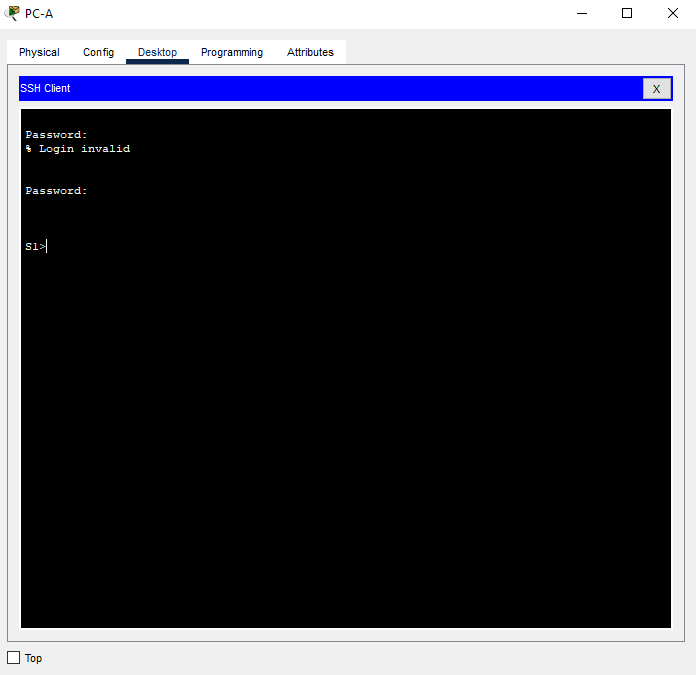 PC-A
Physical Config Desktop Programming Attributes
SSH Client
X
Password:
% Login invalid
Password:
S1>
Top